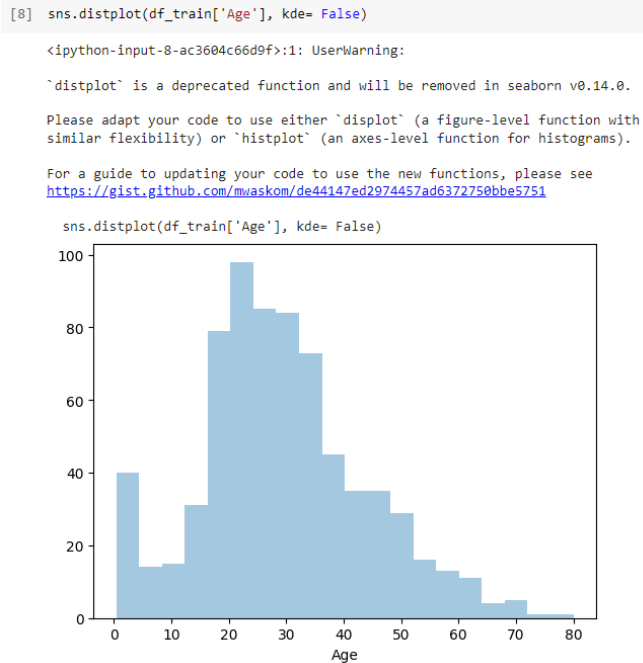 [8] sns.distplot(df_train['Age'], kde= False)
<ipython-input-8-ac3604c66d9f>:1: UserWarning:
`distplot` is a deprecated function and will be removed in seaborn v0.14.0.
Please adapt your code to use either `displot` (a figure-level function with
similar flexibility) or `histplot` (an axes-level function for histograms).
For a guide to updating your code to use the new functions, please see
https://gist.github.com/mwaskom/de44147ed2974457ad6372750bbe5751
sns.distplot(df_train['Age'], kde= False)
100
80
60
40
20
0
0 10 20 30 40 50 60 70 80
Age